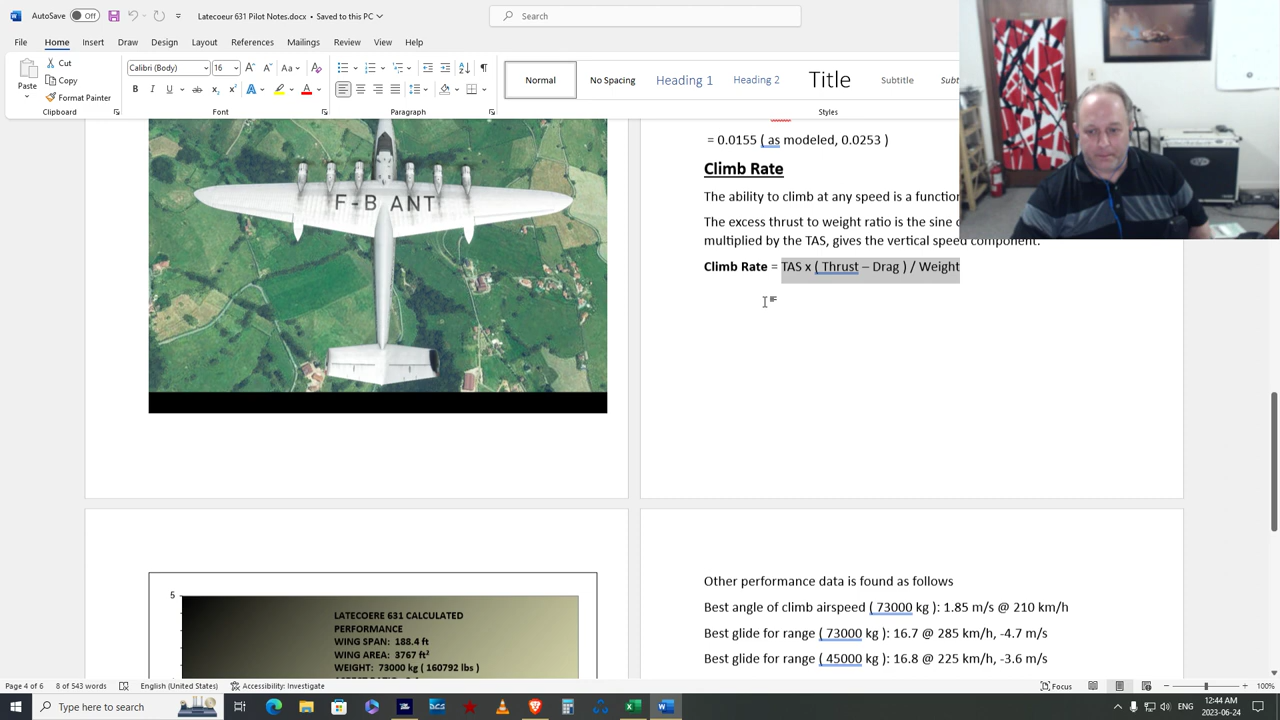 AutoSave Off
Latecoeur 631 Pilot Notes.docx • Saved to this PC
Search
File Home Insert Draw Design Layout References Mailings Review View Help
Paste
Cut
Copy
Format Painter
Calibri (Body) 16
Normal
No Spacing
Heading 1
Heading 2
Title
Subtitle
Subt
Clipboard Font Paragraph Styles
F-B ANT
= 0.0155 ( as modeled, 0.0253 )
Climb Rate
The ability to climb at any speed is a function
The excess thrust to weight ratio is the sine
multiplied by the TAS, gives the vertical speed component.
Climb Rate = TAS x ( Thrust – Drag ) / Weight
5
LATECOERE 631 CALCULATED
PERFORMANCE
WING SPAN: 188.4 ft
WING AREA: 3767 ft²
WEIGHT: 73000 kg ( 160792 lbs )
Other performance data is found as follows
Best angle of climb airspeed ( 73000 kg ): 1.85 m/s @ 210 km/h
Best glide for range ( 73000 kg ): 16.7 @ 285 km/h, -4.7 m/s
Best glide for range ( 45000 kg ): 16.8 @ 225 km/h, -3.6 m/s
Page 4 of 6 8 of 543 words English (United States) Accessibility: Investigate Focus 100%
Type here to search
ENG
12:44 AM
2023-06-24